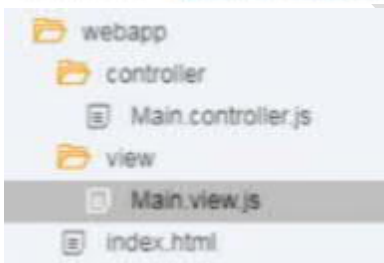 webapp
controller
Main.controller.js
view
Main.view.js
index.html